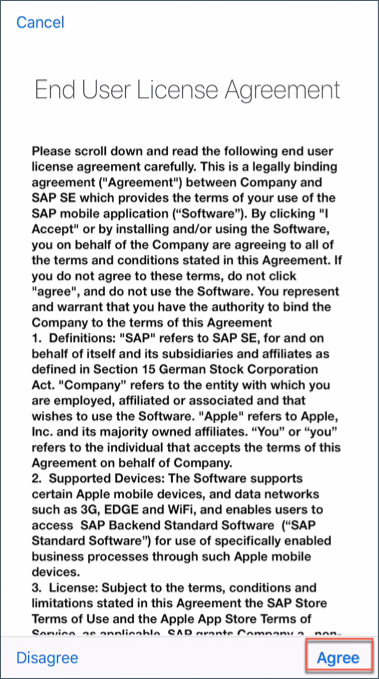 Cancel
End User License Agreement
Please scroll down and read the following end user
license agreement carefully. This is a legally binding
agreement ("Agreement") between Company and
SAP SE which provides the terms of your use of the
SAP mobile application (“Software”). By clicking "I
Accept" or by installing and/or using the Software,
you on behalf of the Company are agreeing to all of
the terms and conditions stated in this Agreement. If
you do not agree to these terms, do not click
"agree", and do not use the Software. You represent
and warrant that you have the authority to bind the
Company to the terms of this Agreement
1.  Definitions: "SAP" refers to SAP SE, for and on
behalf of itself and its subsidiaries and affiliates as
defined in Section 15 German Stock Corporation
Act. "Company” refers to the entity with which you
are employed, affiliated or associated and that
wishes to use the Software. "Apple" refers to Apple,
Inc. and its majority owned affiliates. “You” or “you”
refers to the individual that accepts the terms of this
Agreement on behalf of Company.
2.  Supported Devices: The Software supports
certain Apple mobile devices, and data networks
such as 3G, EDGE and WiFi, and enables users to
access  SAP Backend Standard Software  (“SAP
Standard Software”) for use of specifically enabled
business processes through such Apple mobile
devices.
3.  License: Subject to the terms, conditions and
limitations stated in this Agreement the SAP Store
Terms of Use and the Apple App Store Terms of
Service, as applicable, SAP grants Company a  non-
Disagree
Agree